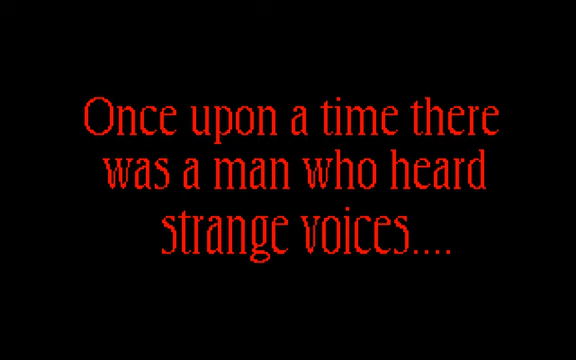 Once upon a time there
was a man who heard
strange voices....